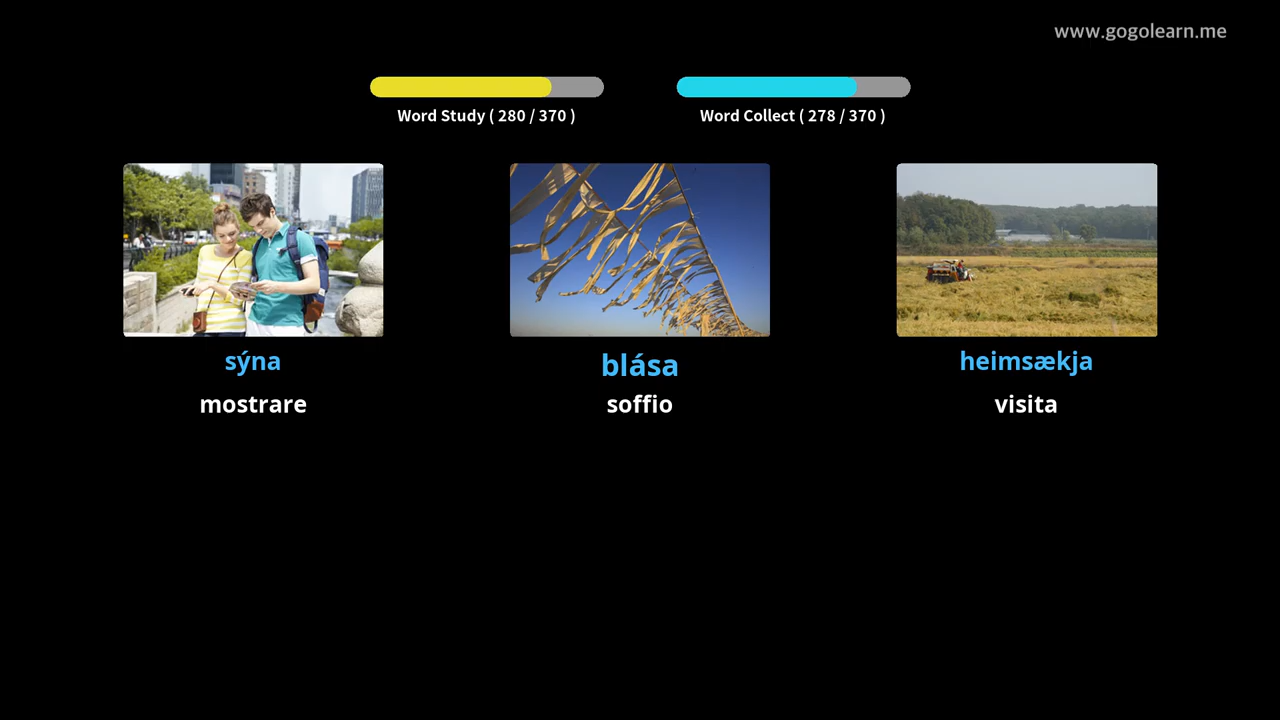 www.gogolearn.me
Word Study ( 280 / 370 )
Word Collect ( 278 / 370 )
sýna
blása
heimsækja
mostrare
soffio
visita